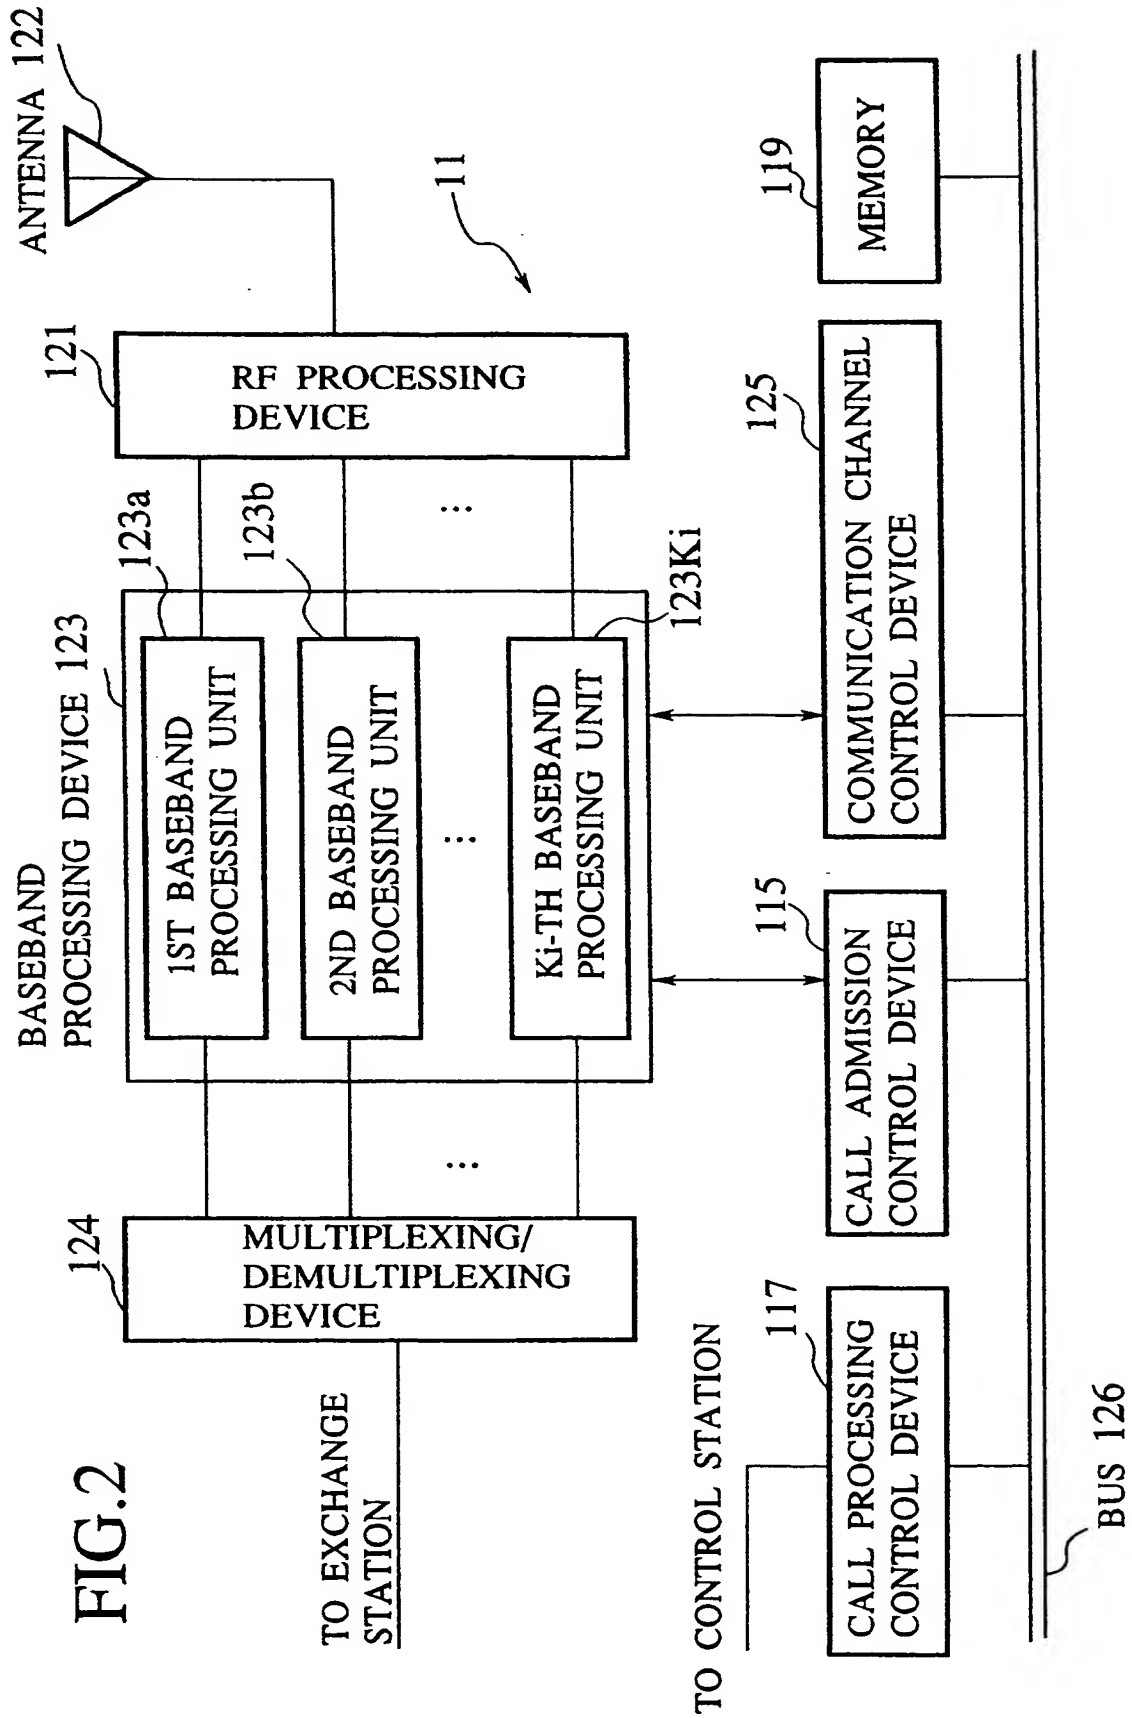 FIG.2
BASEBAND
PROCESSING DEVICE 123
ANTENNA 122
121
RF PROCESSING
DEVICE
11
123a
1ST BASEBAND
PROCESSING UNIT
123b
2ND BASEBAND
PROCESSING UNIT
...
...
...
Ki-TH BASEBAND
PROCESSING UNIT
123Ki
124
MULTIPLEXING/
DEMULTIPLEXING
DEVICE
TO EXCHANGE
STATION
TO CONTROL STATION
117
CALL PROCESSING
CONTROL DEVICE
115
CALL ADMISSION
CONTROL DEVICE
125
COMMUNICATION CHANNEL
CONTROL DEVICE
119
MEMORY
BUS 126